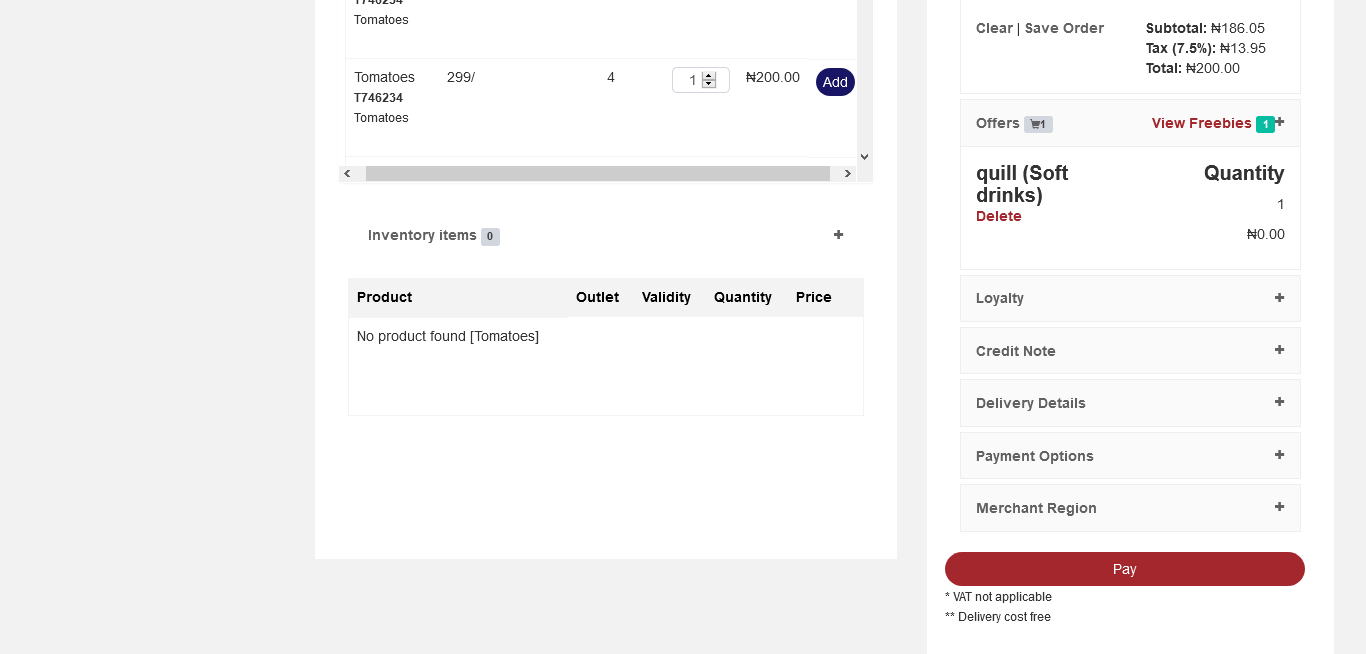 T746234
Tomatoes
Tomatoes 299/ 4 1 ₦200.00 Add
T746234
Tomatoes
Inventory items 0
Product Outlet Validity Quantity Price
No product found [Tomatoes]
Clear | Save Order
Subtotal: ₦186.05
Tax (7.5%): ₦13.95
Total: ₦200.00
Offers 1 View Freebies 1
quill (Soft drinks) Quantity
Delete
1
₦0.00
Loyalty
Credit Note
Delivery Details
Payment Options
Merchant Region
Pay
* VAT not applicable
** Delivery cost free